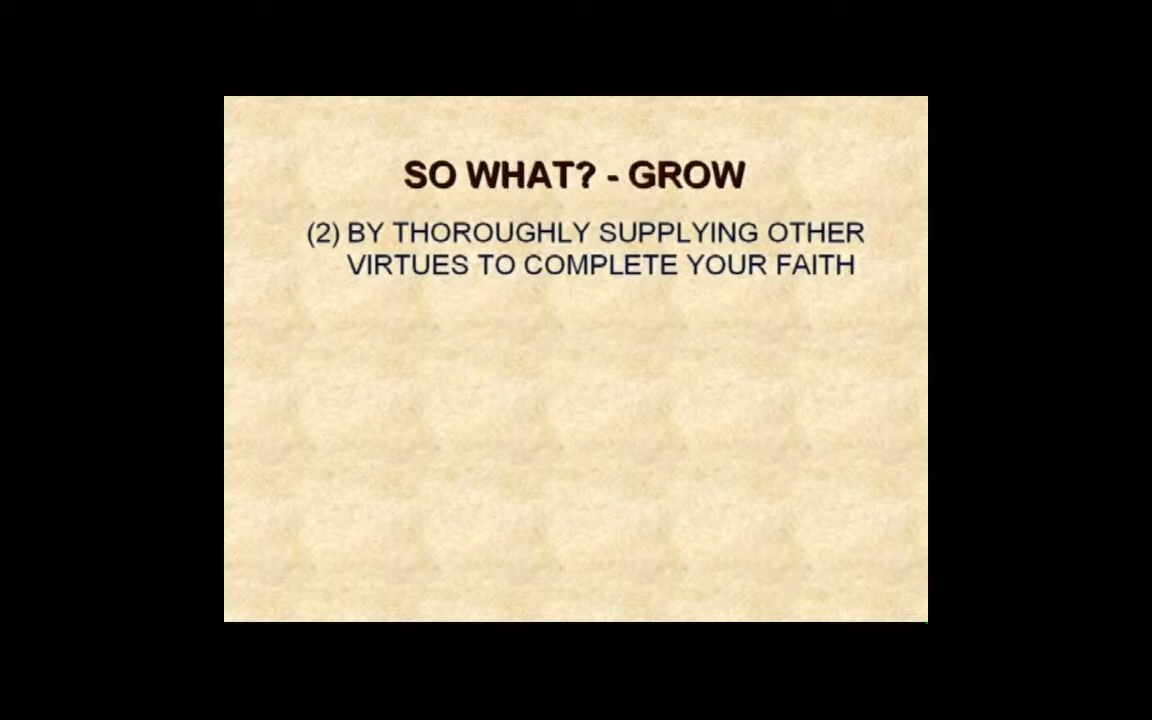 SO WHAT? - GROW
(2) BY THOROUGHLY SUPPLYING OTHER
VIRTUES TO COMPLETE YOUR FAITH